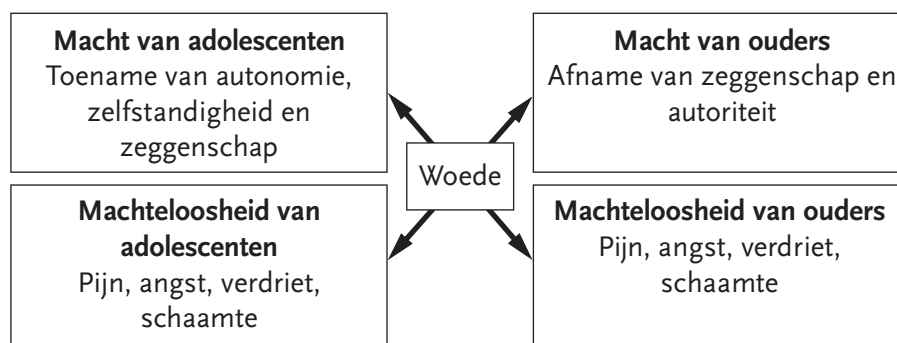 Macht van adolescenten
Toename van autonomie,
zelfstandigheid en
zeggenschap
Macht van ouders
Afname van zeggenschap en
autoriteit
Woede
Machteloosheid van
adolescenten
Pijn, angst, verdriet,
schaamte
Machteloosheid van ouders
Pijn, angst, verdriet,
schaamte